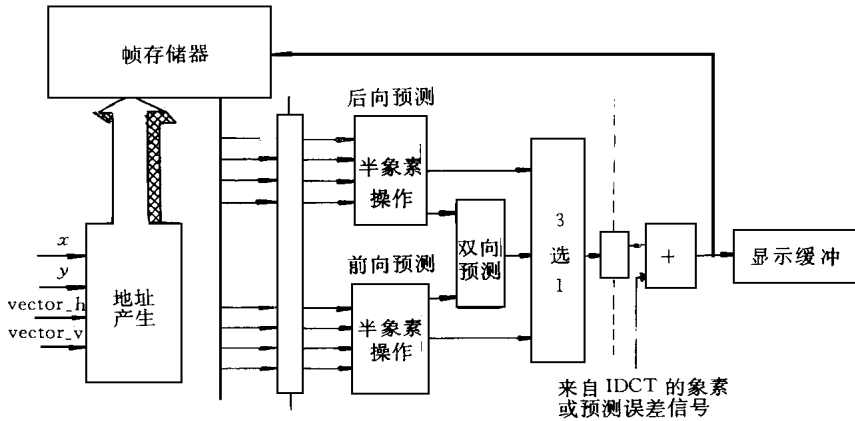 帧存储器
后向预测
半象素
操作
3
选
1
双向
预测
+
显示缓冲
x
y
vector_h
vector_v
地址
产生
前向预测
半象素
操作
来自 IDCT 的象素
或预测误差信号